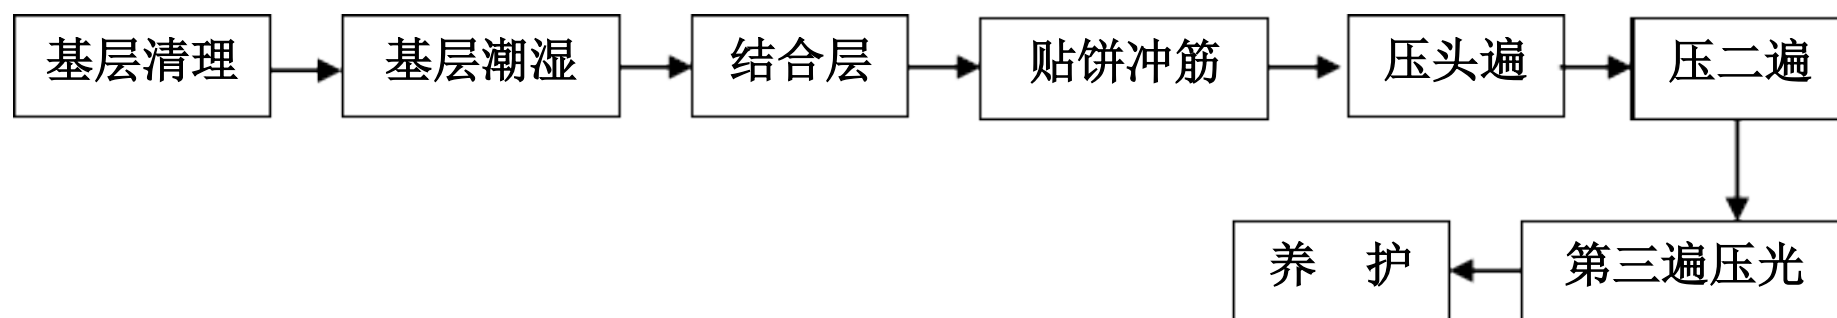 基层清理
基层潮湿
结合层
贴饼冲筋
压头遍
压二遍
第三遍压光
养 护